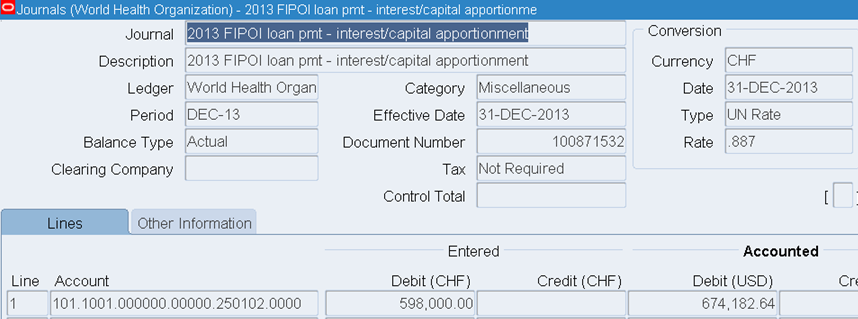 Journals (World Health Organization) - 2013 FIPOI loan pmt - interest/capital apportionme
Journal 2013 FIPOI loan pmt - interest/capital apportionment
Conversion
Description 2013 FIPOI loan pmt - interest/capital apportionment
Currency CHF
Ledger World Health Organ Category Miscellaneous Date 31-DEC-2013
Period DEC-13 Effective Date 31-DEC-2013 Type UN Rate
Balance Type Actual Document Number 100871532 Rate .887
Clearing Company Tax Not Required
Control Total [
Lines Other Information
Entered Accounted
Line Account Debit (CHF) Credit (CHF) Debit (USD) Cre
1 101.1001.000000.00000.250102.0000 598,000.00 674,182.64